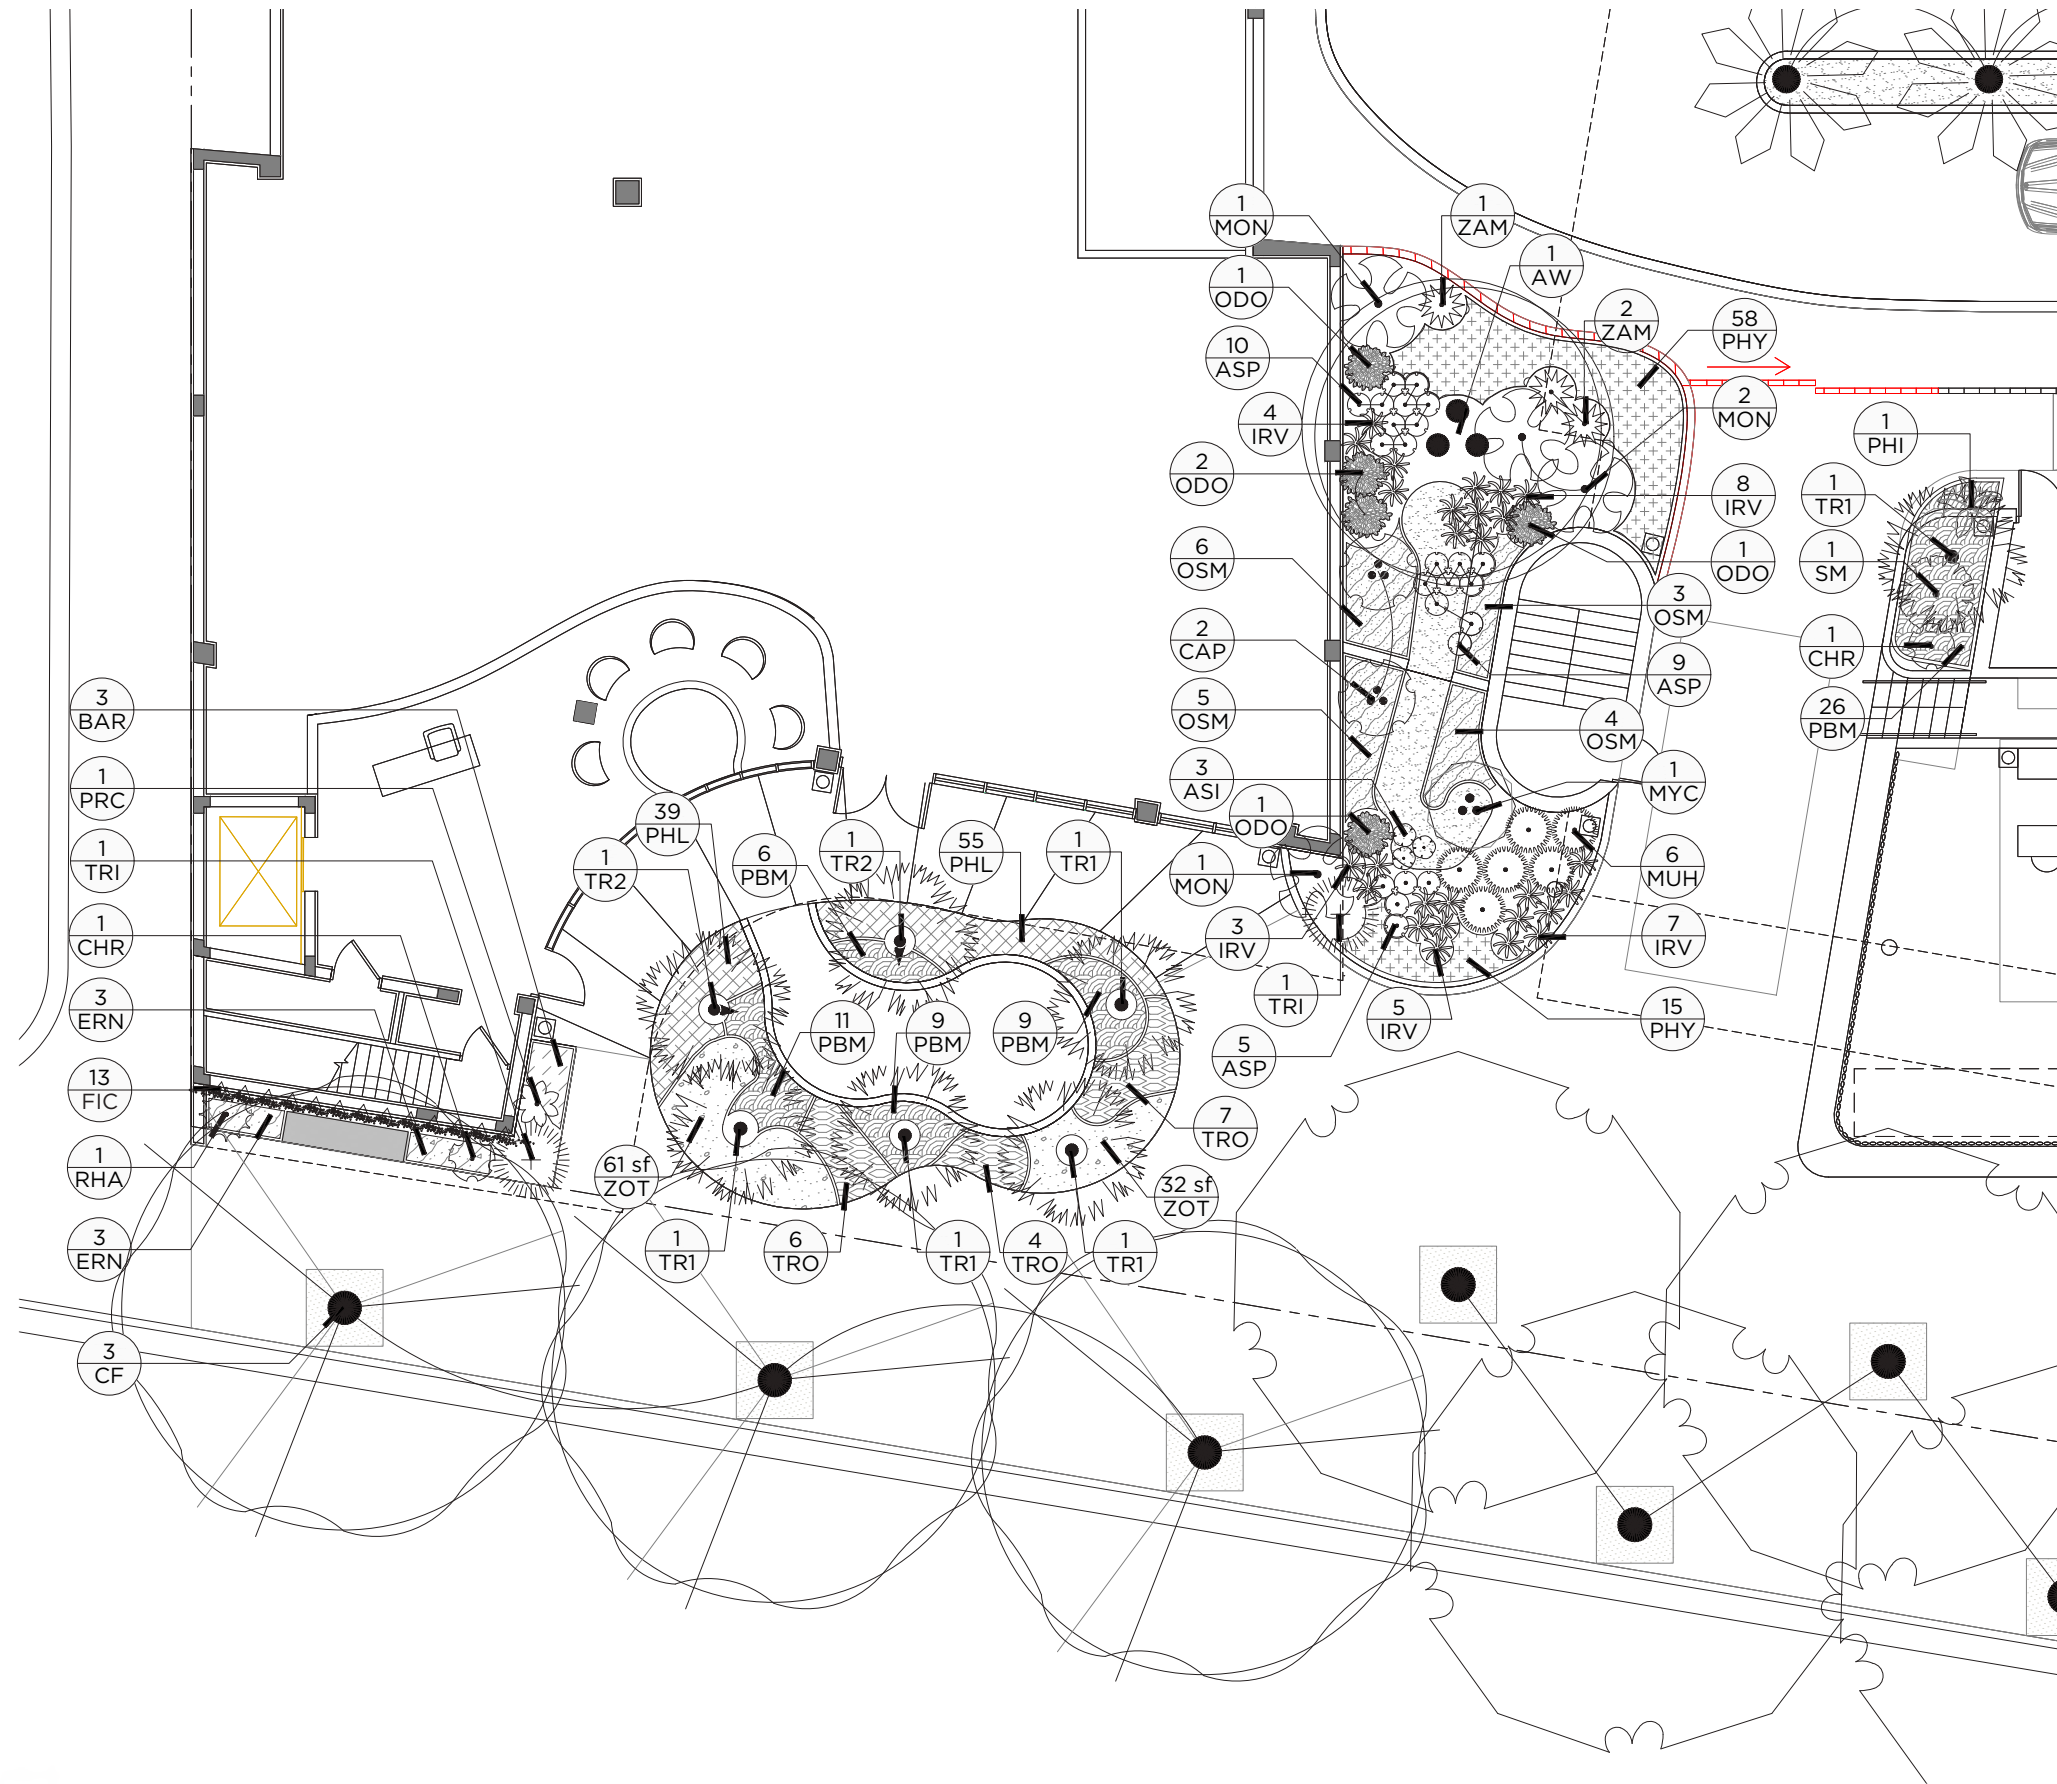 1
MON
1
ZAM
1
AW
1
ODO
2
ZAM
58
PHY
10
ASP
2
MON
4
IRV
1
PHI
2
ODO
8
IRV
1
TR1
6
OSM
1
ODO
1
SM
3
OSM
2
CAP
1
CHR
9
ASP
5
OSM
4
OSM
26
PBM
3
BAR
3
ASI
1
MYC
1
PRC
39
PHL
1
ODO
1
TRI
1
TR2
6
PBM
1
TR2
55
PHL
1
TR1
1
MON
6
MUH
1
CHR
3
IRV
7
IRV
3
ERN
11
PBM
9
PBM
9
PBM
1
TRI
5
IRV
15
PHY
5
ASP
13
FIC
7
TRO
1
RHA
61 sf
ZOT
32 sf
ZOT
3
ERN
1
TR1
6
TRO
1
TR1
4
TRO
1
TR1
3
CF